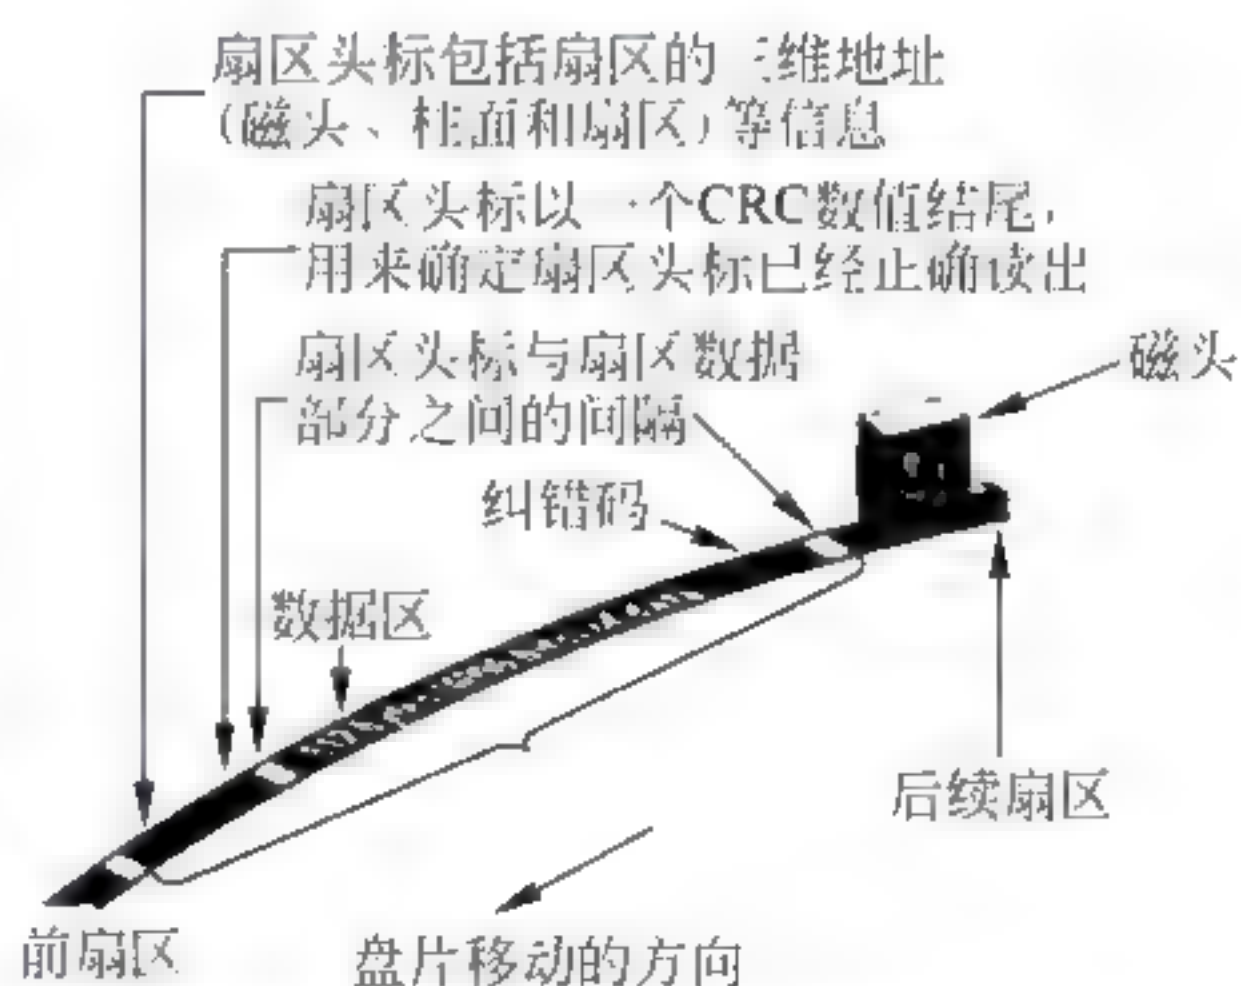 扇区头标包括扇区的三维地址
(磁头、柱面和扇区)等信息
扇区头标以一个CRC数值结尾,
用来确定扇区头标已经正确读出
扇区头标与扇区数据
部分之间的间隔
磁头
纠错码
数据区
后续扇区
前扇区
盘片移动的方向